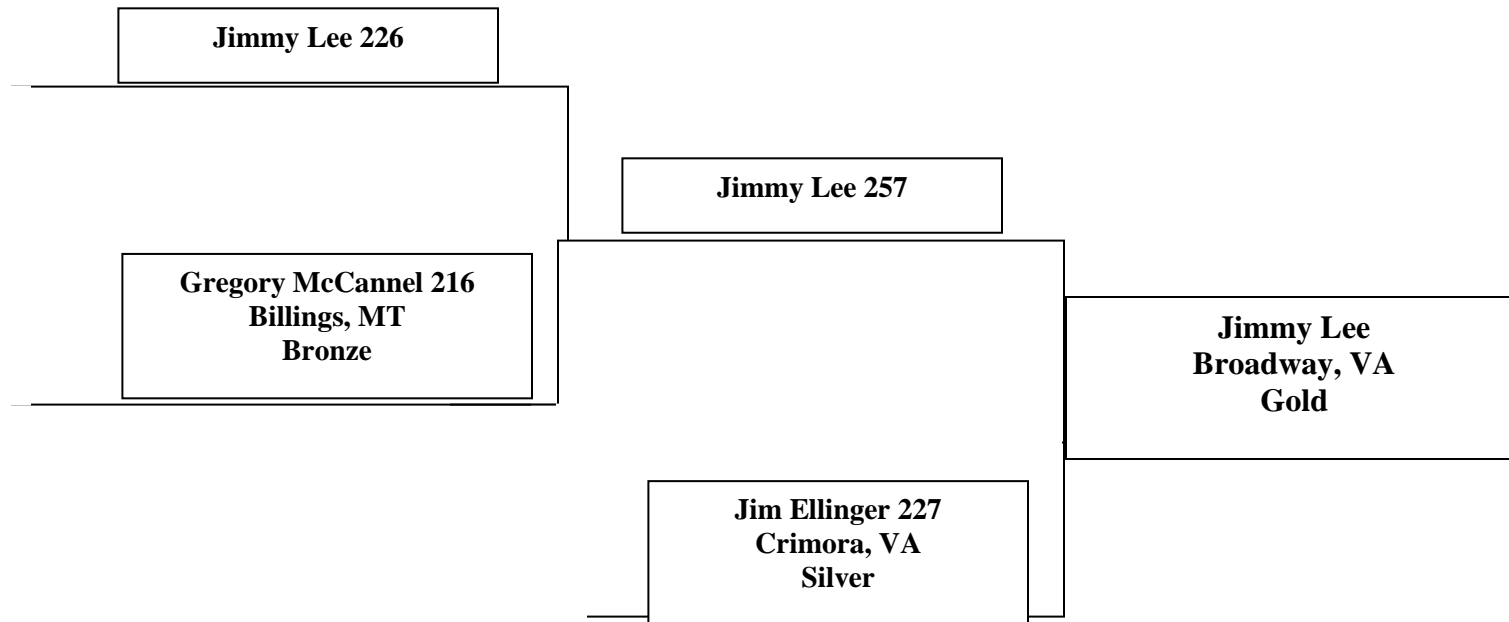 Jimmy Lee 226
Jimmy Lee 257
Gregory McCannel 216
Billings, MT
Bronze
Jimmy Lee
Broadway, VA
Gold
Jim Ellinger 227
Crimora, VA
Silver